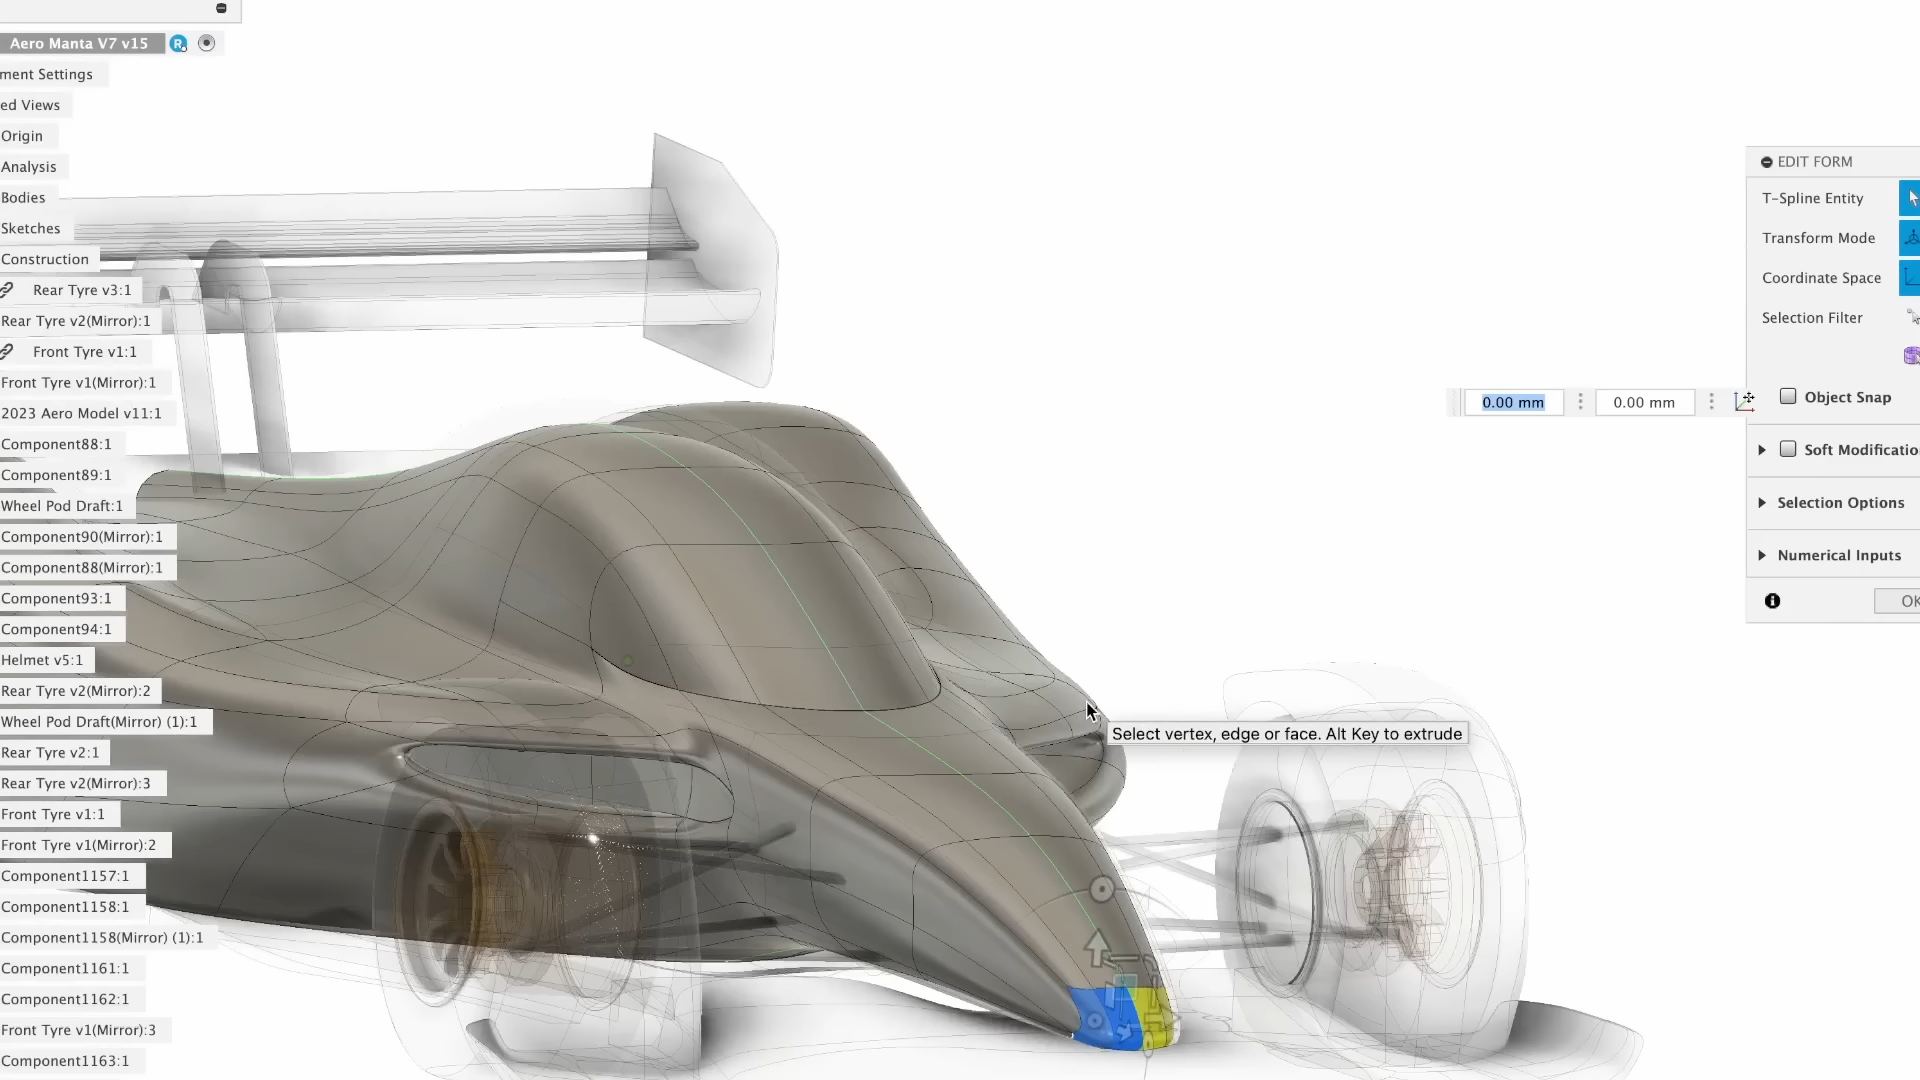 Aero Manta V7 v15
R
ment Settings
ed Views
Origin
Analysis
Bodies
Sketches
Construction
Rear Tyre v3:1
Rear Tyre v2(Mirror):1
Front Tyre v1:1
Front Tyre v1(Mirror):1
2023 Aero Model v11:1
Component88:1
Component89:1
Wheel Pod Draft:1
Component90(Mirror):1
Component88(Mirror):1
Component93:1
Component94:1
Helmet v5:1
Rear Tyre v2(Mirror):2
Wheel Pod Draft(Mirror) (1):1
Rear Tyre v2:1
Rear Tyre v2(Mirror):3
Front Tyre v1:1
Front Tyre v1(Mirror):2
Component1157:1
Component1158:1
Component1158(Mirror) (1):1
Component1161:1
Component1162:1
Front Tyre v1(Mirror):3
Component1163:1
Select vertex, edge or face. Alt Key to extrude
0.00 mm
0.00 mm
EDIT FORM
T-Spline Entity
Transform Mode
Coordinate Space
Selection Filter
Object Snap
Soft Modificatio
Selection Options
Numerical Inputs
OK